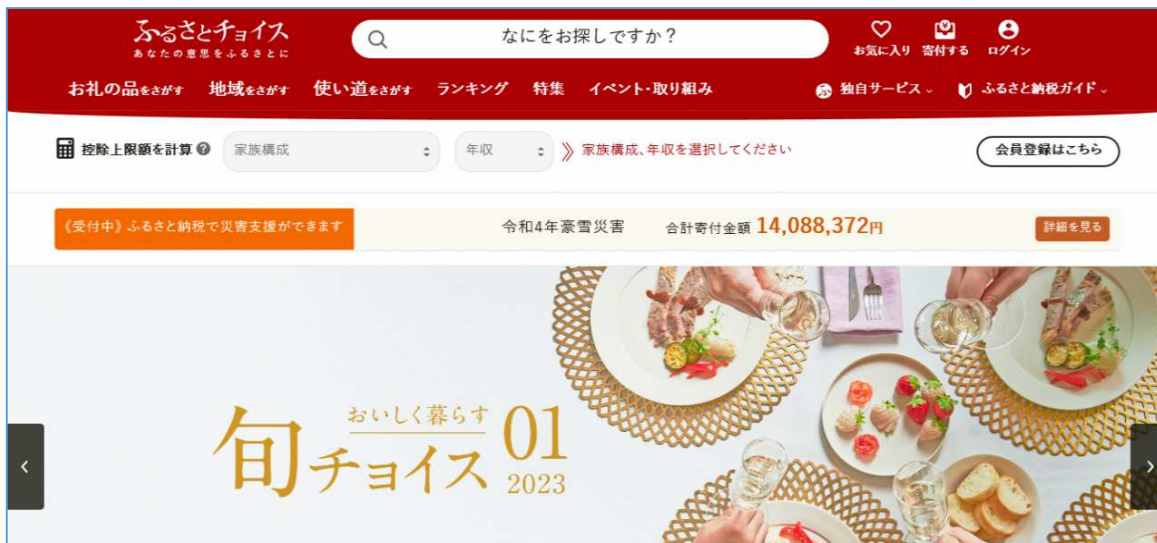 ふるさとチョイス
あなたの意思をふるさとに
なにをお探しですか？
お気に入り 寄付する ログイン
お礼の品をさがす 地域をさがす 使い道をさがす ランキング 特集 イベント・取り組み 独自サービス ふるさと納税ガイド
控除上限額を計算 ? 家族構成 年収 》 家族構成、年収を選択してください 会員登録はこちら
《受付中》ふるさと納税で災害支援ができます 令和4年豪雪災害 合計寄付金額 14,088,372円 詳細を見る
おいしく暮らす
旬チョイス
01
2023